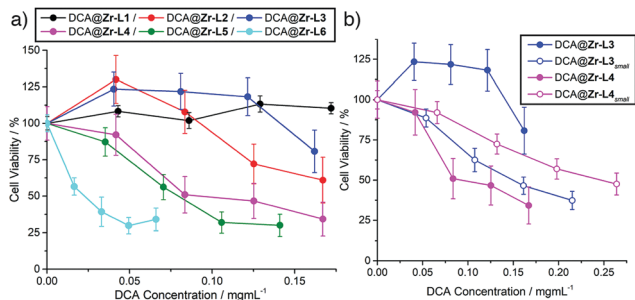 a)
DCA@Zr-L1 / DCA@Zr-L2 / DCA@Zr-L3
DCA@Zr-L4 / DCA@Zr-L5 / DCA@Zr-L6
150
125
100
75
50
25
0
Cell Viability / %
0.00 0.05 0.10 0.15
DCA Concentration / mgmL-1
b)
DCA@Zr-L3
DCA@Zr-L3small
DCA@Zr-L4
DCA@Zr-L4small
150
125
100
75
50
25
0
Cell Viability / %
0.00 0.05 0.10 0.15 0.20 0.25
DCA Concentration / mgmL-1